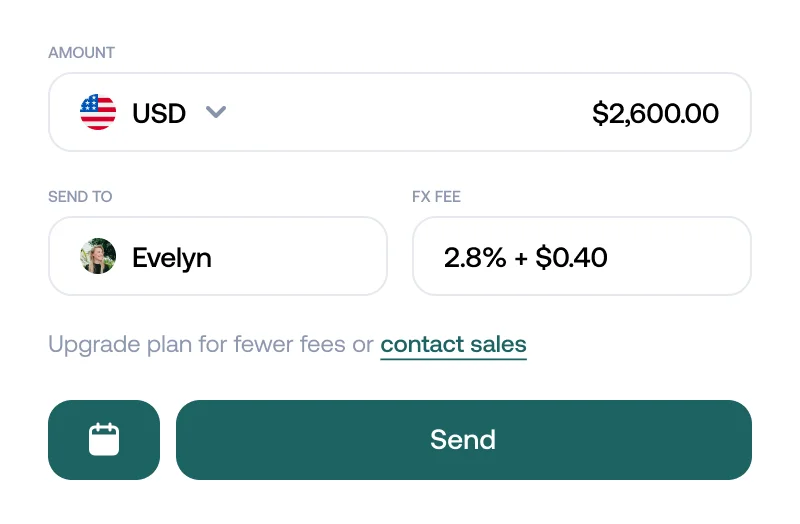 AMOUNT
USD $2,600.00
SEND TO FX FEE
Evelyn 2.8% + $0.40
Upgrade plan for fewer fees or contact sales
Send